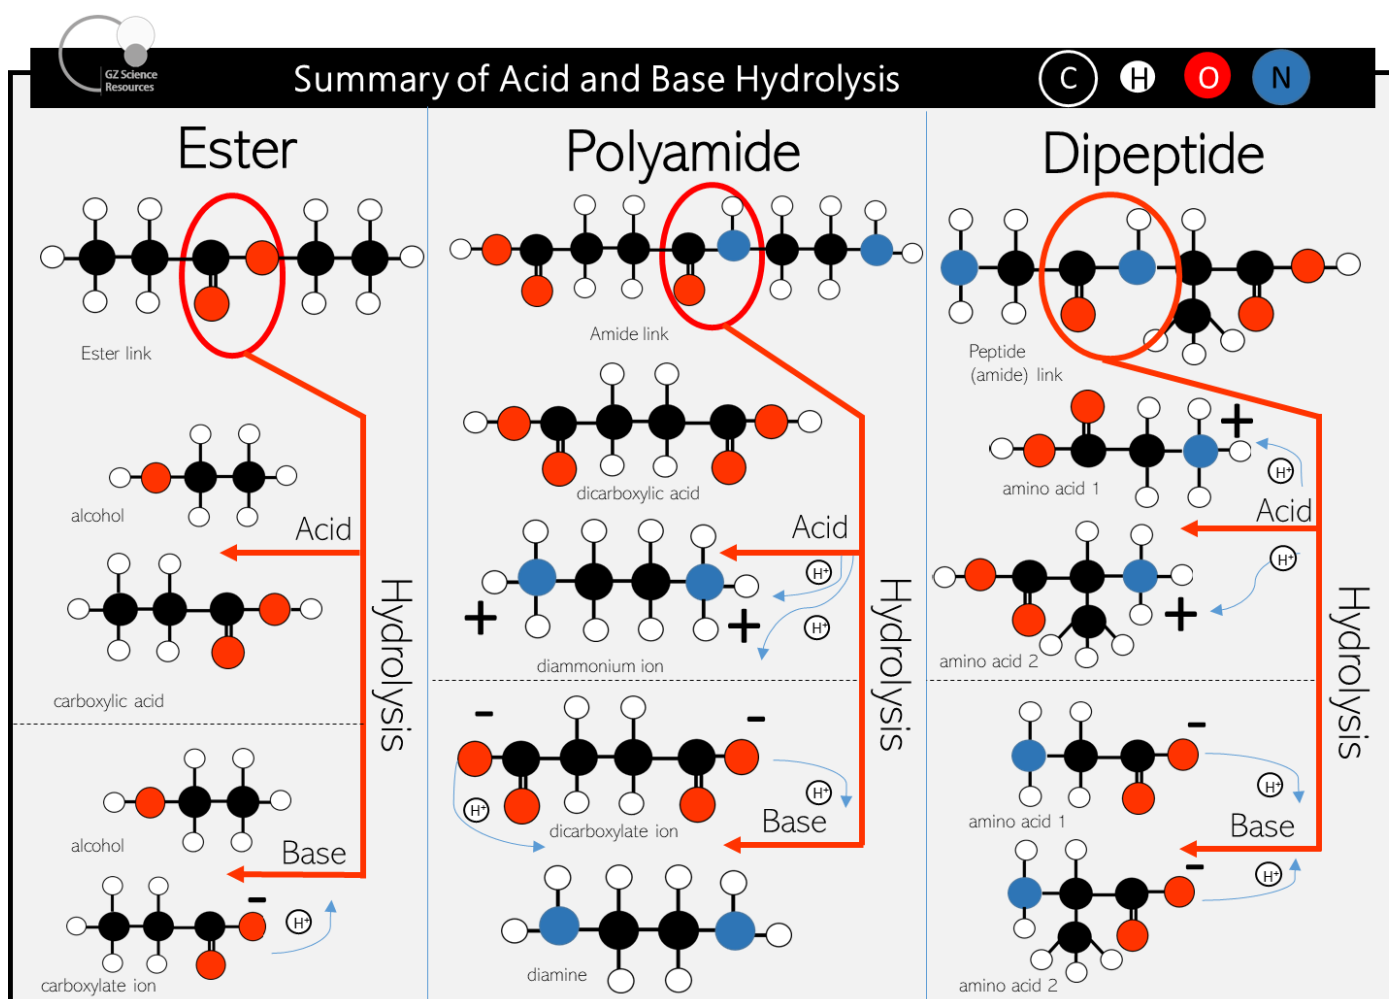 GZ Science
Resources
Summary of Acid and Base Hydrolysis
C
H
O
N
Ester
Ester link
alcohol
Acid
carboxylic acid
Hydrolysis
alcohol
Base
-
H+
carboxylate ion
Polyamide
Amide link
dicarboxylic acid
Acid
H+
+
+
H+
diammonium ion
Hydrolysis
-
-
H+
H+
dicarboxylate ion
Base
diamine
Dipeptide
Peptide
(amide) link
+
H+
amino acid 1
Acid
H+
+
amino acid 2
Hydrolysis
-
H+
amino acid 1
Base
-
H+
amino acid 2